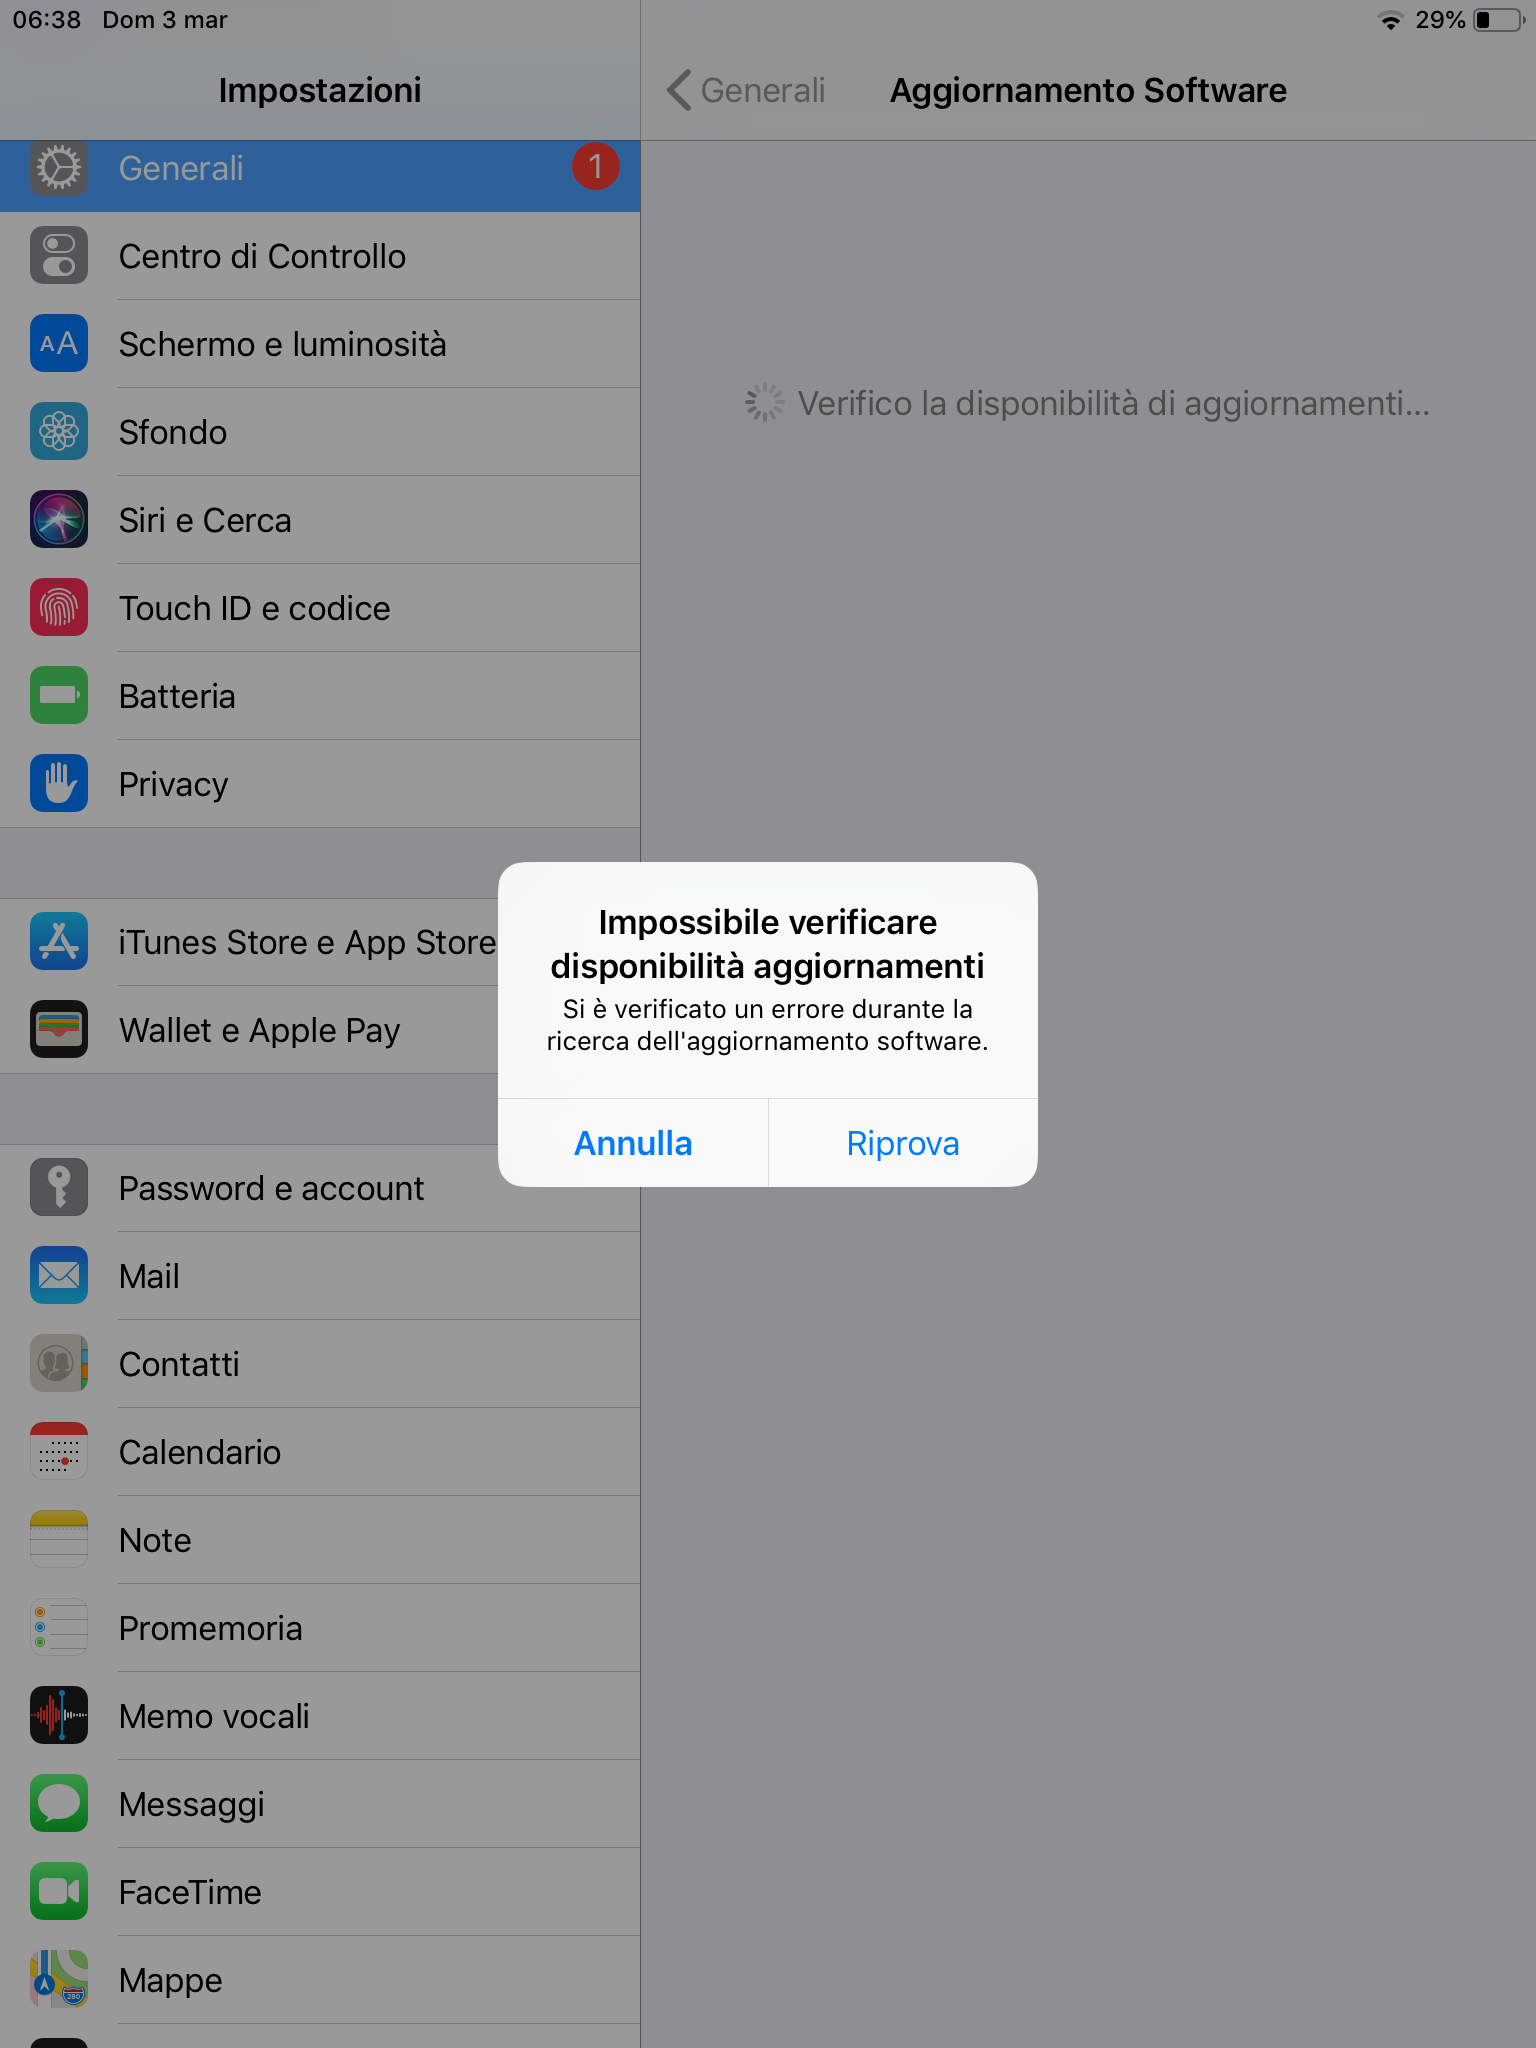 06:38 Dom 3 mar
29%
Impostazioni
Generali
Aggiornamento Software
Generali
1
Centro di Controllo
AA
Schermo e luminosità
Verifico la disponibilità di aggiornamenti...
Sfondo
Siri e Cerca
Touch ID e codice
Batteria
Privacy
iTunes Store e App Store
Wallet e Apple Pay
Impossibile verificare
disponibilità aggiornamenti
Si è verificato un errore durante la
ricerca dell'aggiornamento software.
Annulla
Riprova
Password e account
Mail
Contatti
Calendario
Note
Promemoria
Memo vocali
Messaggi
FaceTime
Mappe
280